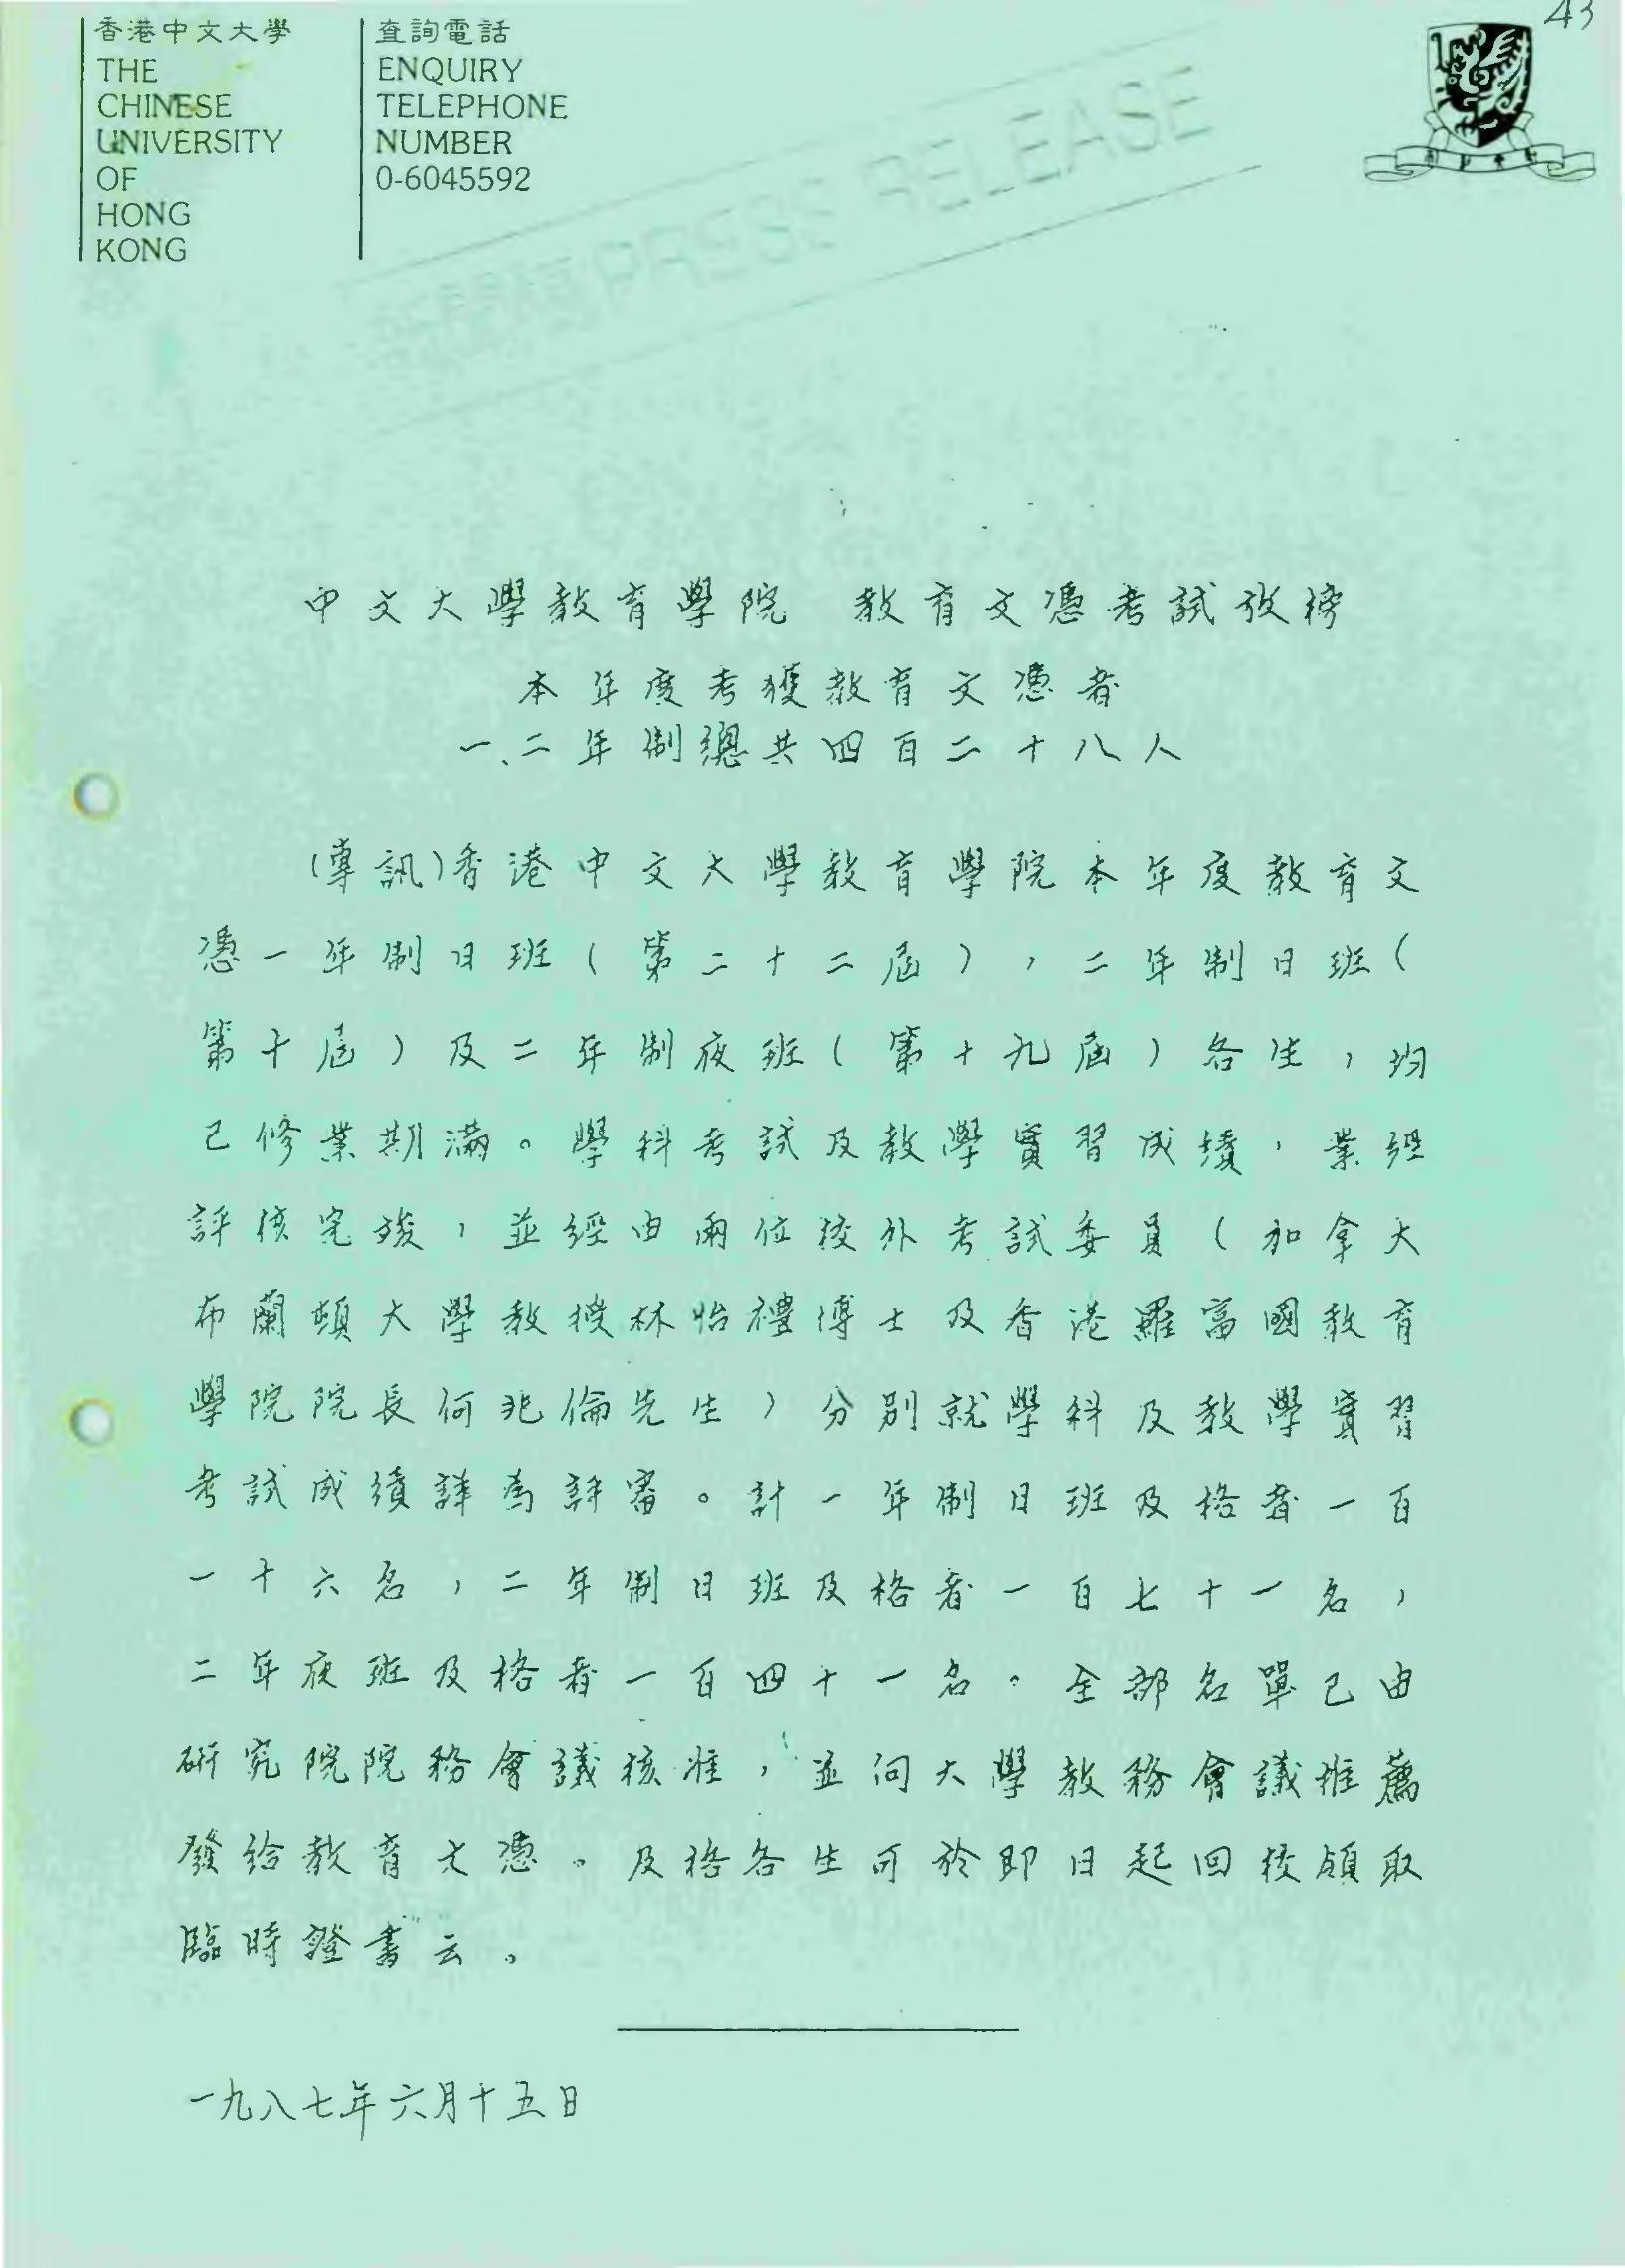 43
香港中文大學
THE
CHINESE
UNIVERSITY
OF
HONG
KONG
查詢電話
ENQUIRY
TELEPHONE
NUMBER
0-6045592
新聞稿PRESS RELEASE
中文大學教育學院 教育文憑考試放榜
本年度考獲教育文憑者
一、二年制總共四百二十八人
(專訊)香港中文大學教育學院本年度教育文
憑一年制日班(第二十二屆),二年制日班(
第十屆)及二年制夜班(第十九屆)各生,均
已修業期滿。學科考試及教學實習成績,業經
評核完竣,並經由兩位校外考試委員(加拿大
布蘭頓大學教授林怡禮博士及香港羅富國教育
學院院長何兆倫先生)分別就學科及教學實習
考試成績詳為評審。計一年制日班及格者一百
一十六名,二年制日班及格者一百七十一名,
二年夜班及格者一百四十一名。全部名單已由
研究院院務會議核准,並向大學教務會議推薦
發給教育文憑。及格各生可於即日起回校領取
臨時證書云。
一九八七年六月十五日